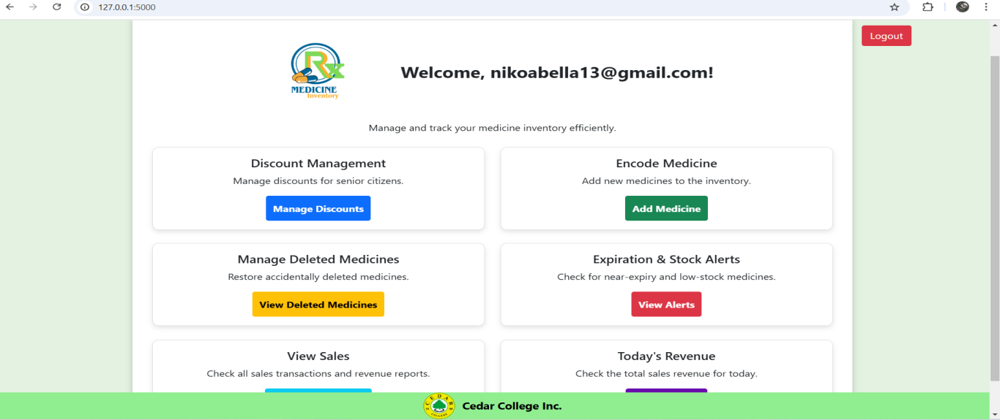 127.0.0.1:5000
Logout
Rx
MEDICINE
Inventory
Welcome, nikoabella13@gmail.com!
Manage and track your medicine inventory efficiently.
Discount Management
Manage discounts for senior citizens.
Manage Discounts
Encode Medicine
Add new medicines to the inventory.
Add Medicine
Manage Deleted Medicines
Restore accidentally deleted medicines.
View Deleted Medicines
Expiration & Stock Alerts
Check for near-expiry and low-stock medicines.
View Alerts
View Sales
Check all sales transactions and revenue reports.
Today's Revenue
Check the total sales revenue for today.
CEDAR
COLLEGE
Cedar College Inc.